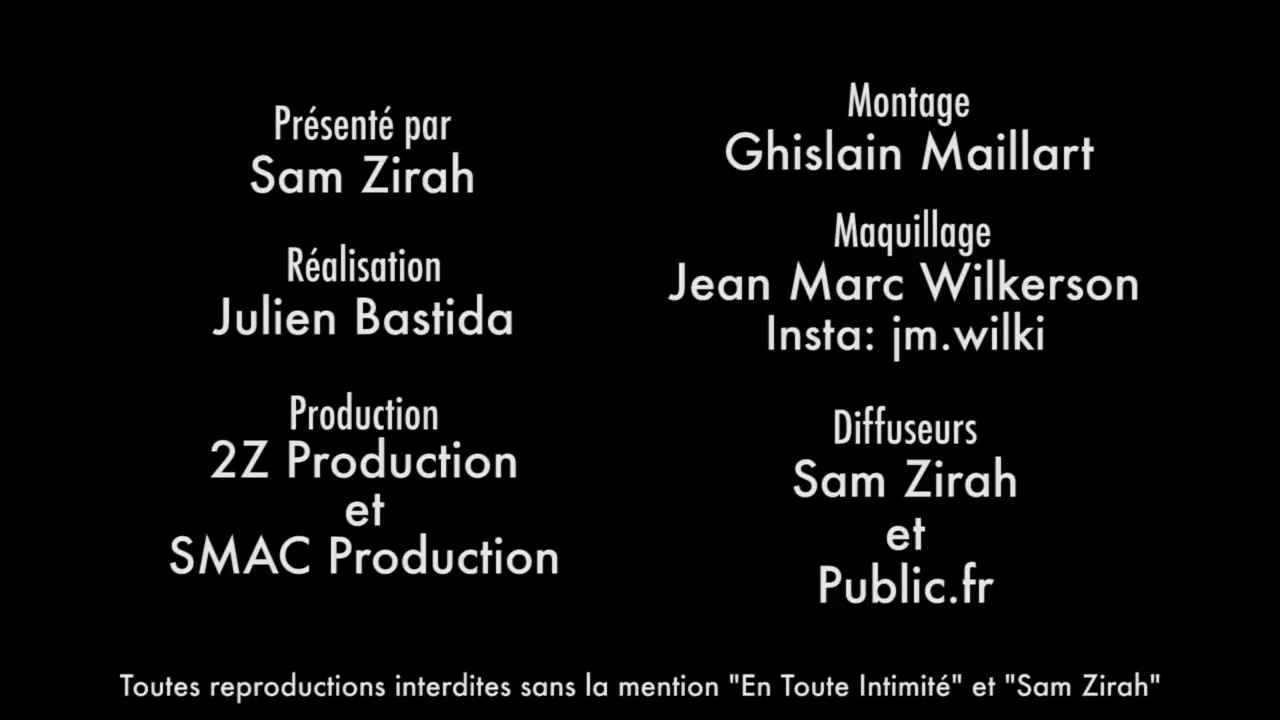 Présenté par
Sam Zirah
Réalisation
Julien Bastida
Production
2Z Production
et
SMAC Production
Montage
Ghislain Maillart
Maquillage
Jean Marc Wilkerson
Insta: jm.wilki
Diffuseurs
Sam Zirah
et
Public.fr
Toutes reproductions interdites sans la mention "En Toute Intimité" et "Sam Zirah"